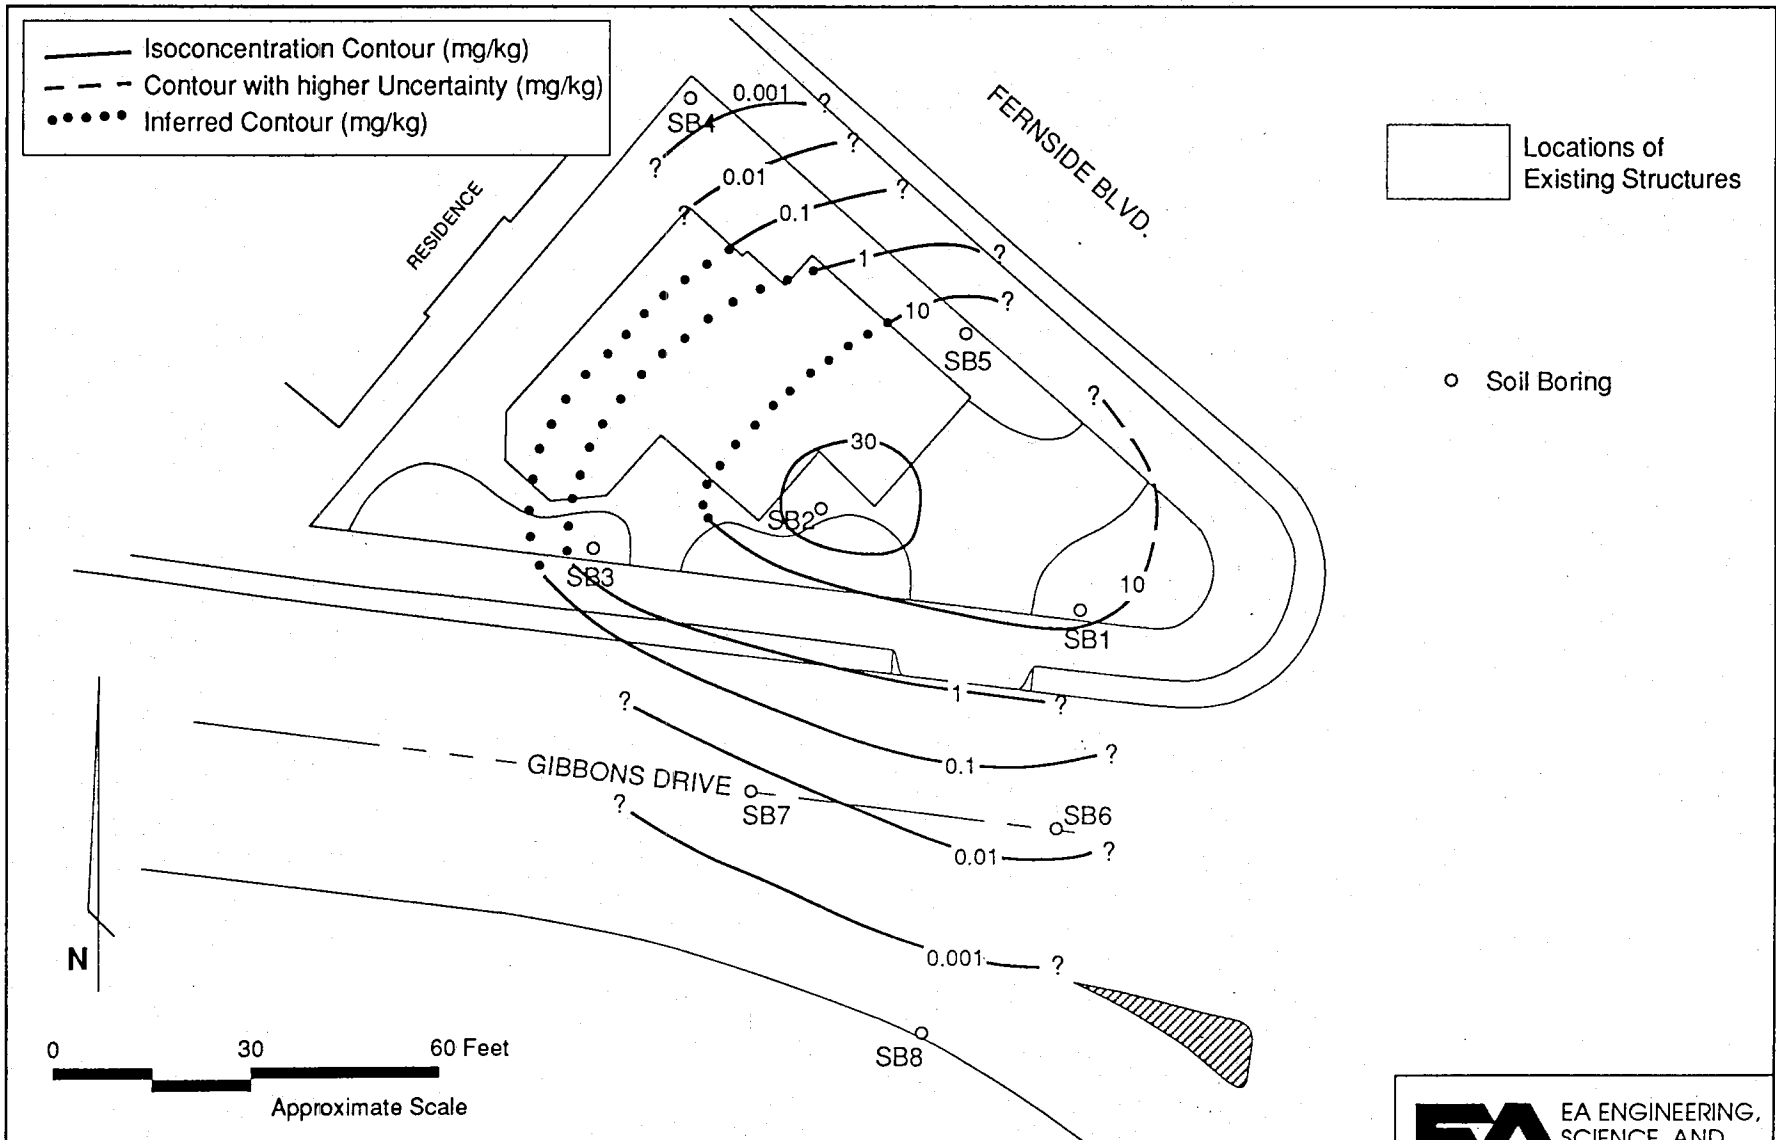 Isoconcentration Contour (mg/kg)
Contour with higher Uncertainty (mg/kg)
Inferred Contour (mg/kg)
0.001
?
SB4
?
?
0.01
?
?
0.1
?
1
?
10
?
SB5
?
30
SB2
SB3
10
SB1
1
?
?
0.1
?
SB7
SB6
0.01
?
?
0.001
?
SB8
RESIDENCE
FERNSIDE BLVD.
GIBBONS DRIVE
Locations of
Existing Structures
Soil Boring
N
0 30 60 Feet
Approximate Scale
EA
EA ENGINEERING,
SCIENCE, AND